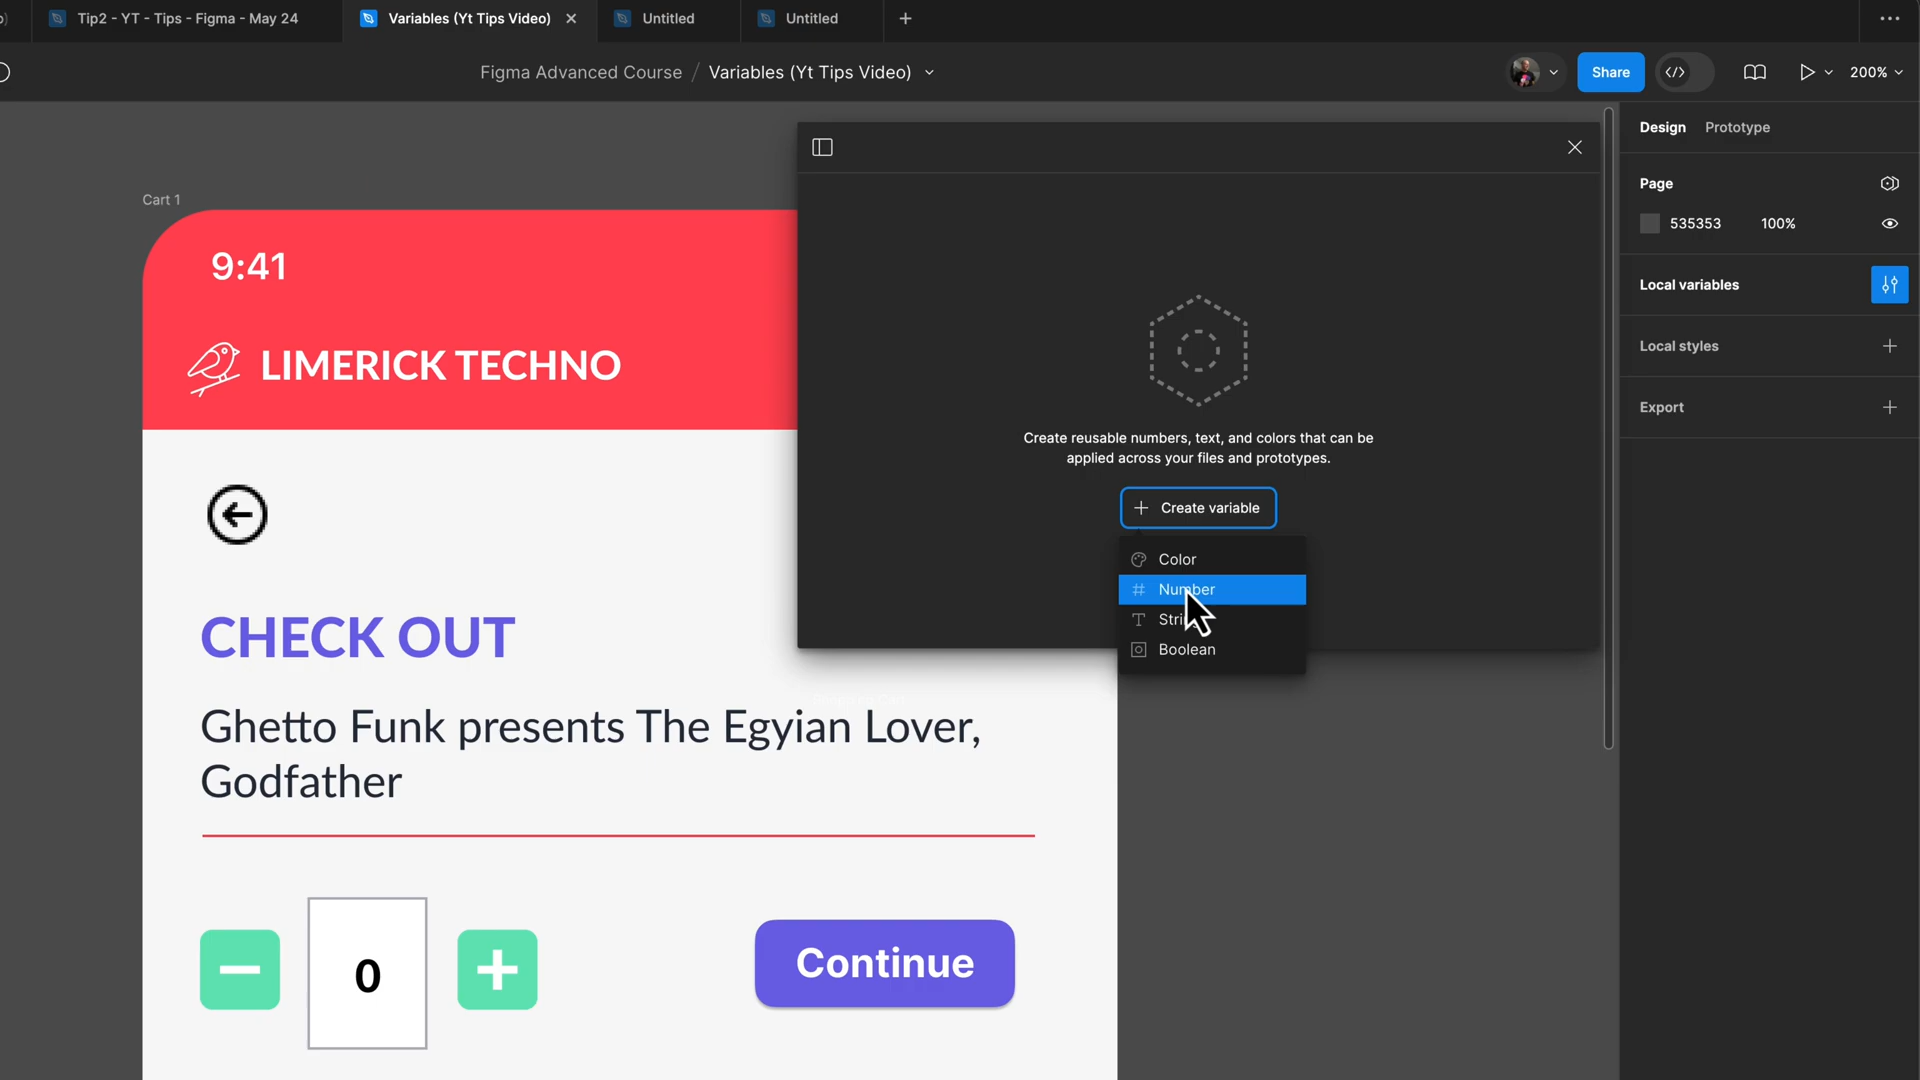 Tip2 - YT - Tips - Figma - May 24
Variables (Yt Tips Video)
Untitled
Untitled
Figma Advanced Course / Variables (Yt Tips Video)
Share
200%
Design
Prototype
Page
535353
100%
Local variables
Local styles
Export
Create reusable numbers, text, and colors that can be
applied across your files and prototypes.
Create variable
Color
Number
Boolean
Cart 1
9:41
LIMERICK TECHNO
CHECK OUT
Ghetto Funk presents The Egyian Lover,
Godfather
0
Continue